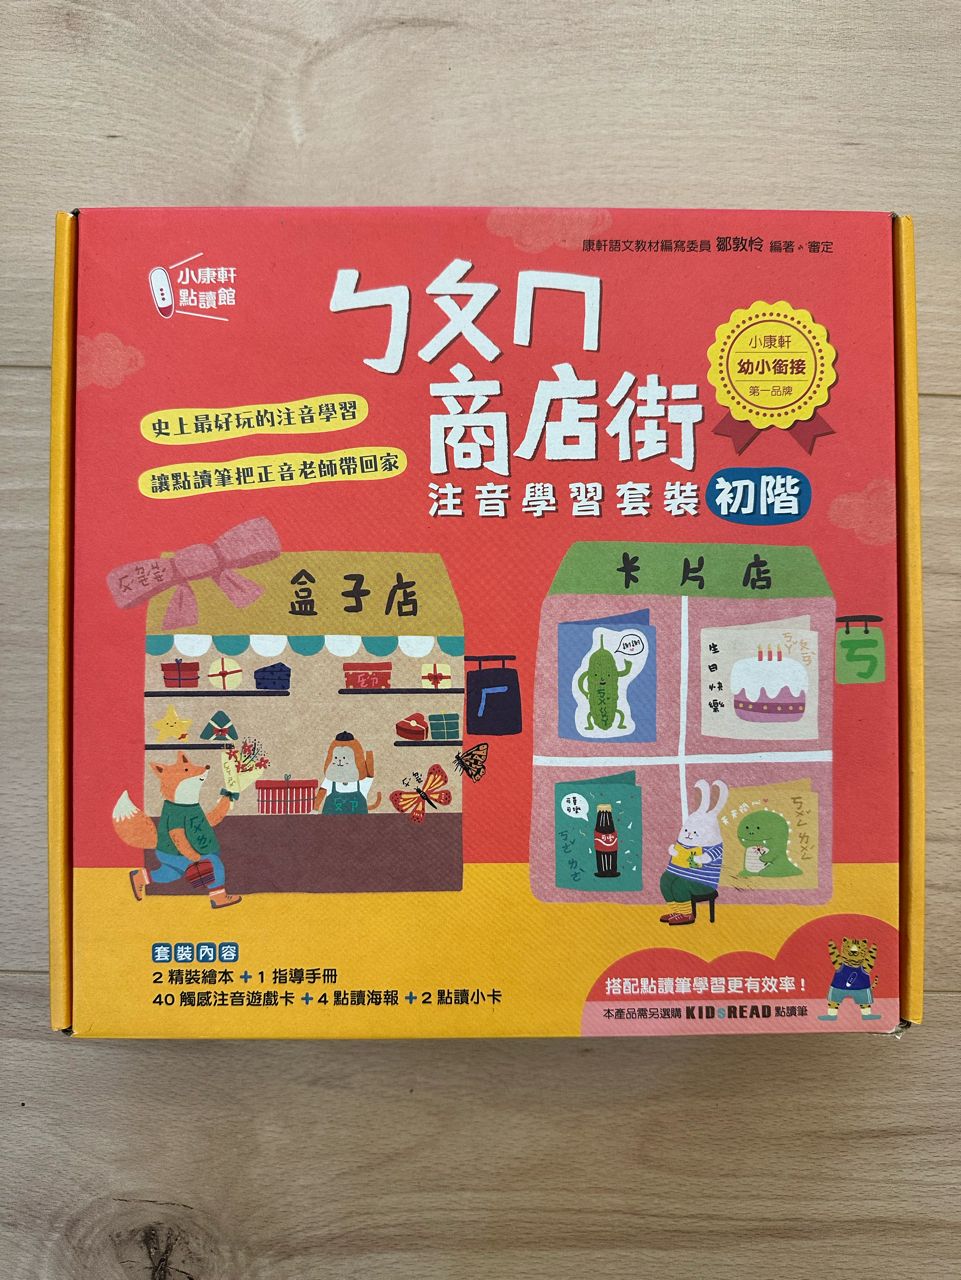 康軒語文教材編寫委員 鄒敦怜 編著、審定
小康軒
點讀館
ㄅㄆㄇ
商店街
注音學習套裝 初階
小康軒
幼小銜接
第一品牌
史上最好玩的注音學習
讓點讀筆把正音老師帶回家
盒子店
卡片店
ㄏ
ㄎ
生日快樂
套裝內容
2 精裝繪本+1 指導手冊
40 觸感注音遊戲卡+4 點讀海報+2 點讀小卡
搭配點讀筆學習更有效率！
本產品需另選購 KIDsREAD 點讀筆